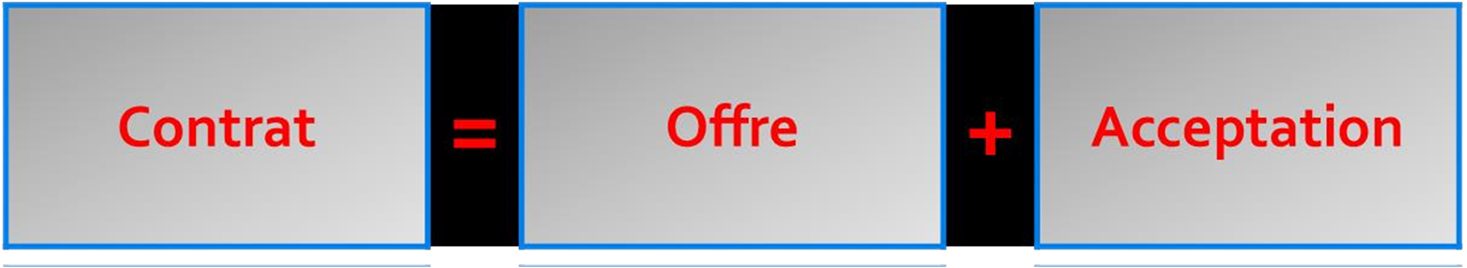 Contrat = Offre + Acceptation